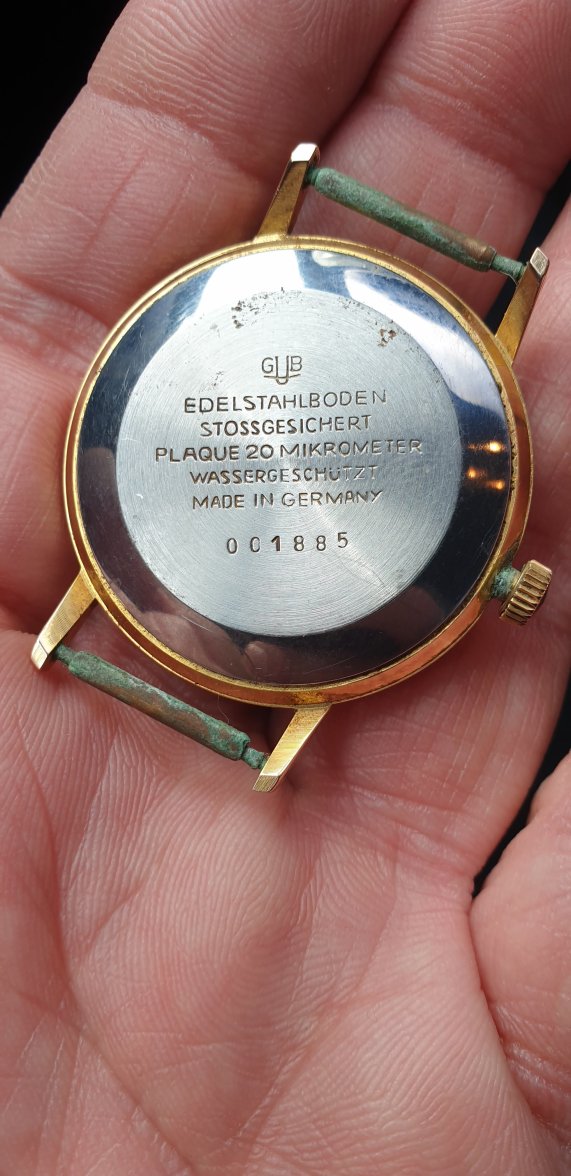 GUB
EDELSTAHLBODEN
STOSSGESICHERT
PLAQUE 20 MIKROMETER
WASSERGESCHÜTZT
MADE IN GERMANY
001885